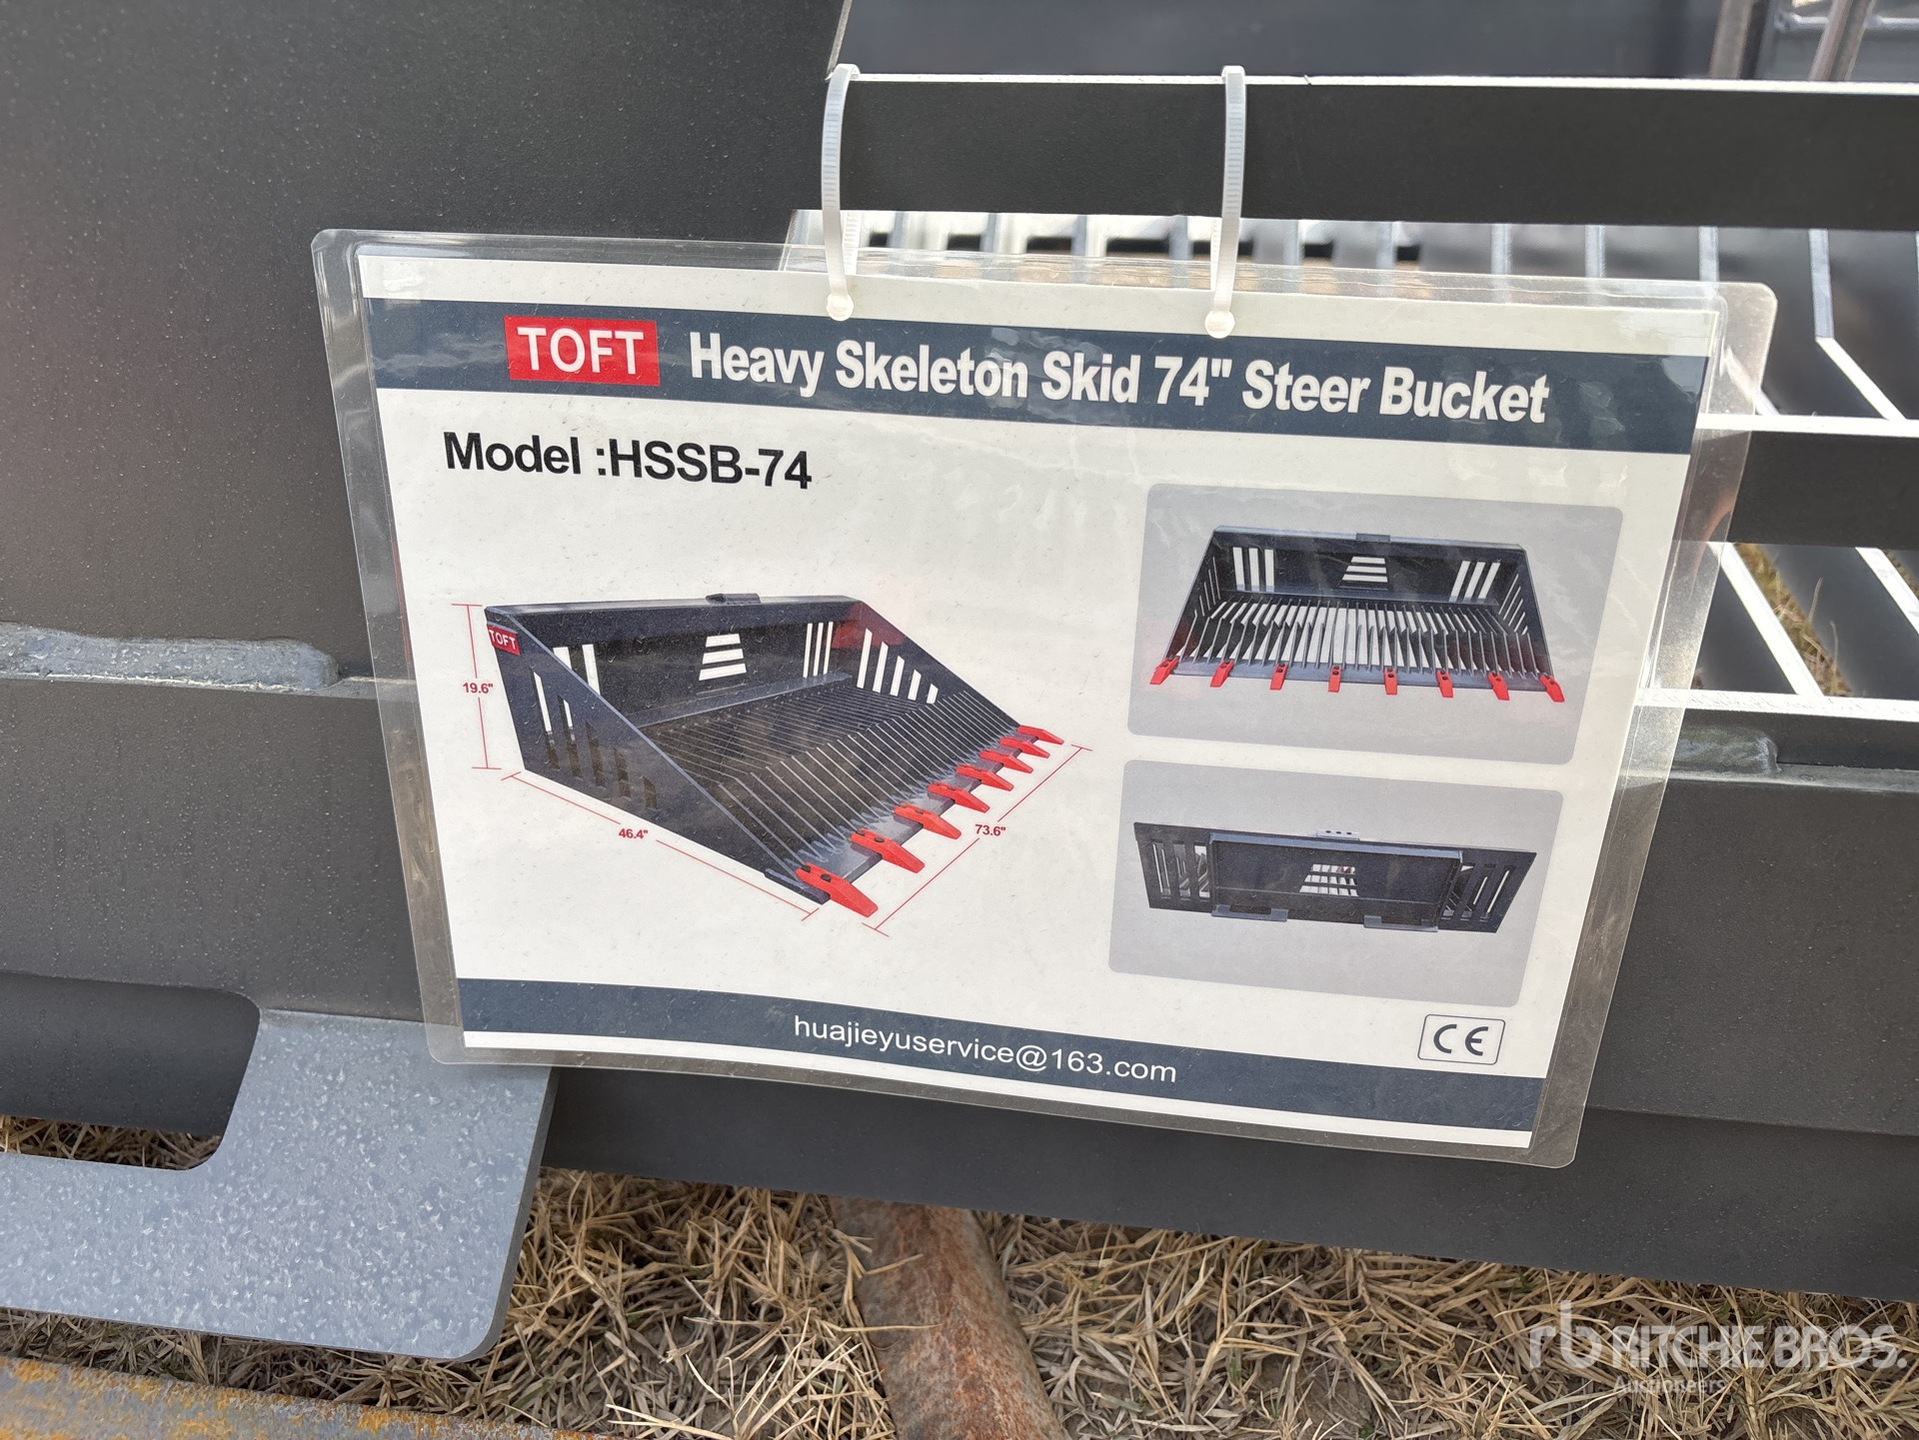 TOFT Heavy Skeleton Skid 74" Steer Bucket
Model :HSSB-74
TOFT
19.6"
46.4"
73.6"
huajieyuservice@163.com
CE
rb RITCHIE BROS.
Auctioneers